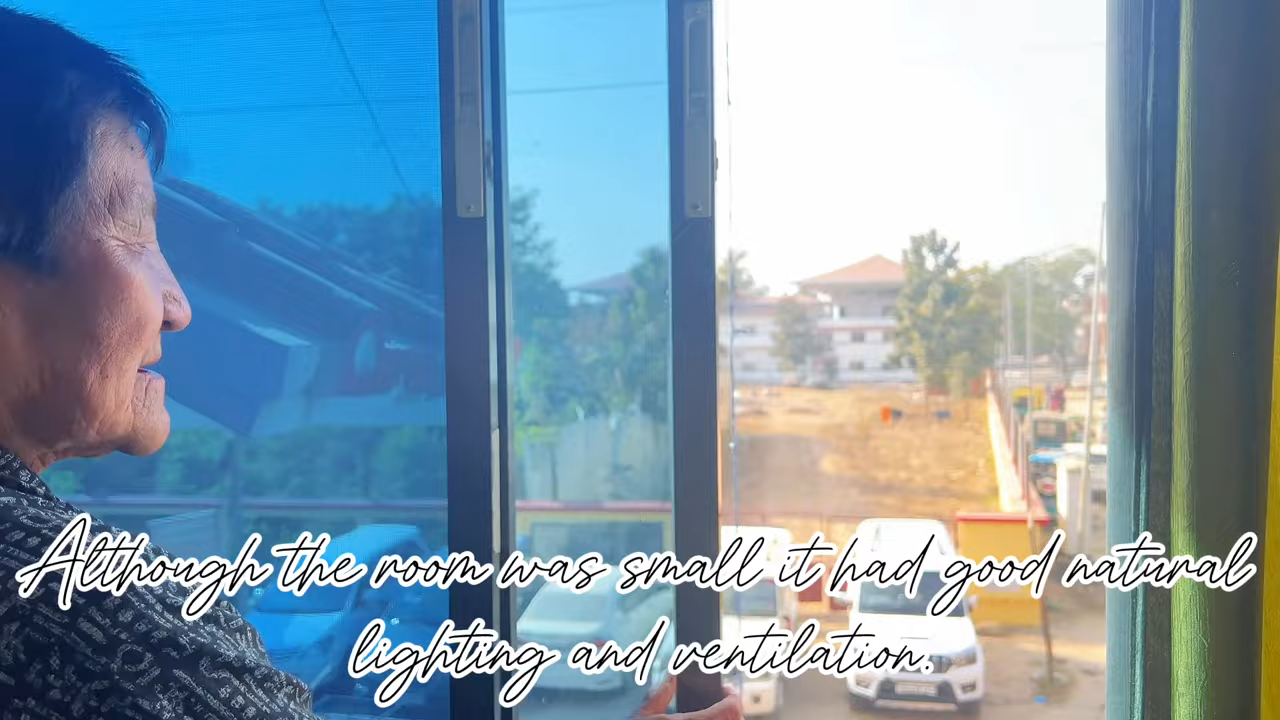 Although the room was small it had good natural
lighting and ventilation.